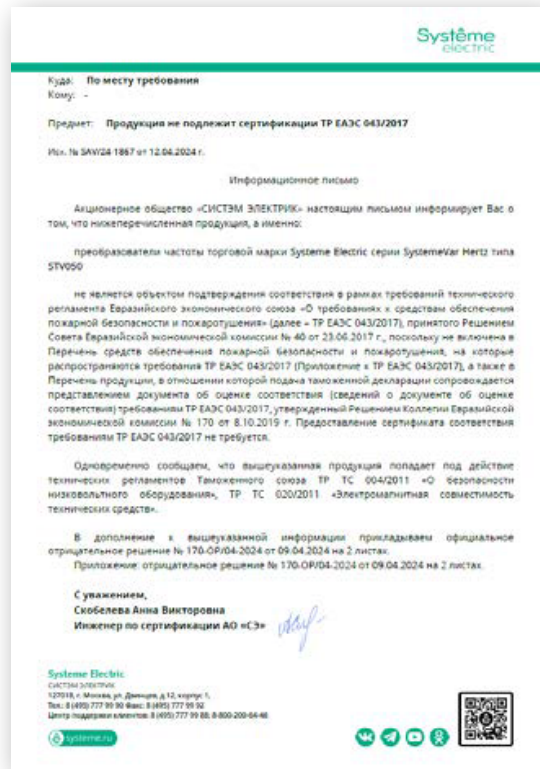 Système
electric
Куда: По месту требования
Кому: -
Предмет: Продукция не подлежит сертификации ТР ЕАЭС 043/2017
Исх. № SAV/24-1867 от 12.04.2024 г.
Информационное письмо
Акционерное общество «СИСТЭМ ЭЛЕКТРИК» настоящим письмом информирует Вас о
том, что нижеперечисленная продукция, а именно:
преобразователи частоты торговой марки Systeme Electric серии SystemeVar Hertz типа
STV050
не является объектом подтверждения соответствия в рамках требований технического
регламента Евразийского экономического союза «О требованиях к средствам обеспечения
пожарной безопасности и пожаротушения» (далее – ТР ЕАЭС 043/2017), принятого Решением
Совета Евразийской экономической комиссии № 40 от 23.06.2017 г., поскольку не включена в
Перечень средств обеспечения пожарной безопасности и пожаротушения, на которые
распространяются требования ТР ЕАЭС 043/2017 (Приложение к ТР ЕАЭС 043/2017), а также в
Перечень продукции, в отношении которой подача таможенной декларации сопровождается
представлением документа об оценке соответствия (сведений о документе об оценке
соответствия) требованиям ТР ЕАЭС 043/2017, утвержденный Решением Коллегии Евразийской
экономической комиссии № 170 от 8.10.2019 г. Предоставление сертификата соответствия
требованиям ТР ЕАЭС 043/2017 не требуется.
Одновременно сообщаем, что вышеуказанная продукция попадает под действие
технических регламентов Таможенного союза ТР ТС 004/2011 «О безопасности
низковольтного оборудования», ТР ТС 020/2011 «Электромагнитная совместимость
технических средств».
В дополнение к вышеуказанной информации прикладываем официальное
отрицательное решение № 170-ОР/04-2024 от 09.04.2024 на 2 листах.
Приложение: отрицательное решение № 170-ОР/04-2024 от 09.04.2024 на 2 листах.
С уважением,
Скобелева Анна Викторовна
Инженер по сертификации АО «СЭ»
Systeme Electric
СИСТЭМ ЭЛЕКТРИК
127018, г. Москва, ул. Двинцев, д.12, корпус 1,
Тел.: 8 (495) 777 99 90 Факс: 8 (495) 777 99 92
Центр поддержки клиентов: 8 (495) 777 99 88; 8-800-200-64-46
systeme.ru